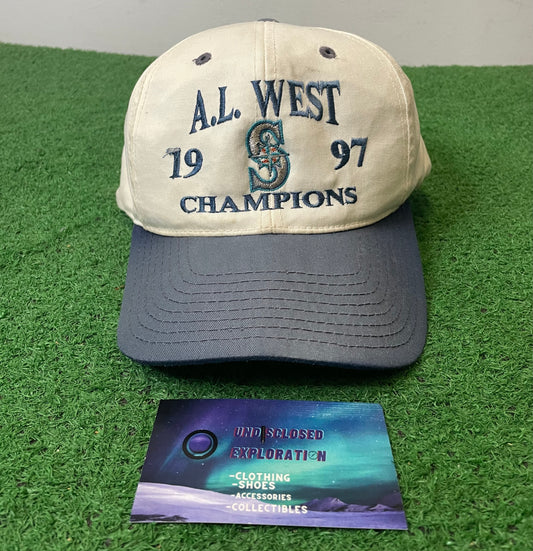 A.L. WEST
19 S 97
CHAMPIONS
UNDISCLOSED
EXPLORATION
-CLOTHING
-SHOES
-ACCESSORIES
-COLLECTIBLES